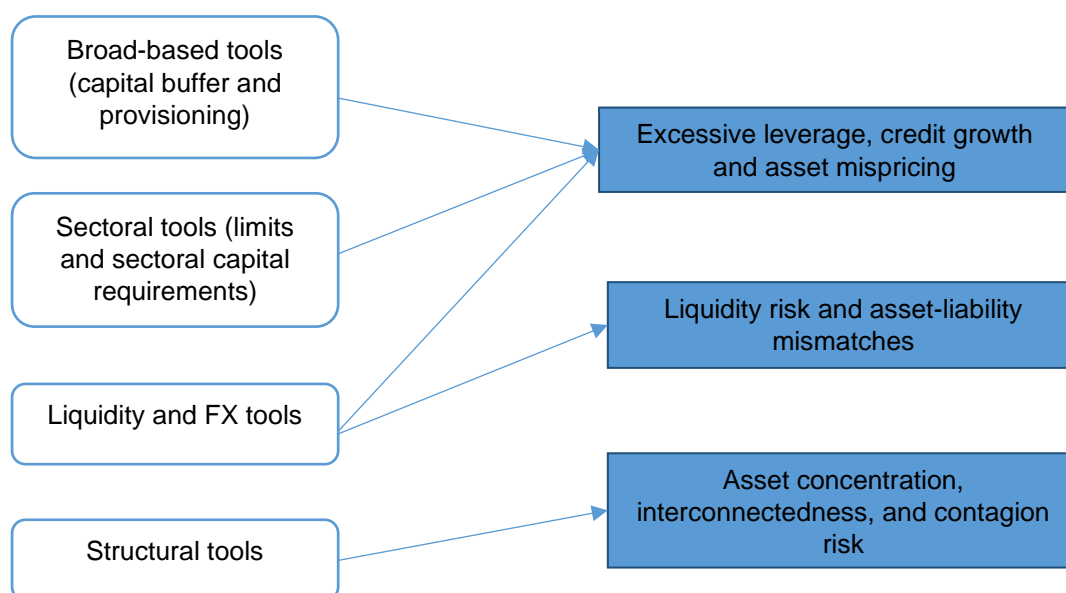 Broad-based tools
(capital buffer and
provisioning)
Sectoral tools (limits
and sectoral capital
requirements)
Liquidity and FX tools
Structural tools
Excessive leverage, credit growth
and asset mispricing
Liquidity risk and asset-liability
mismatches
Asset concentration,
interconnectedness, and contagion
risk